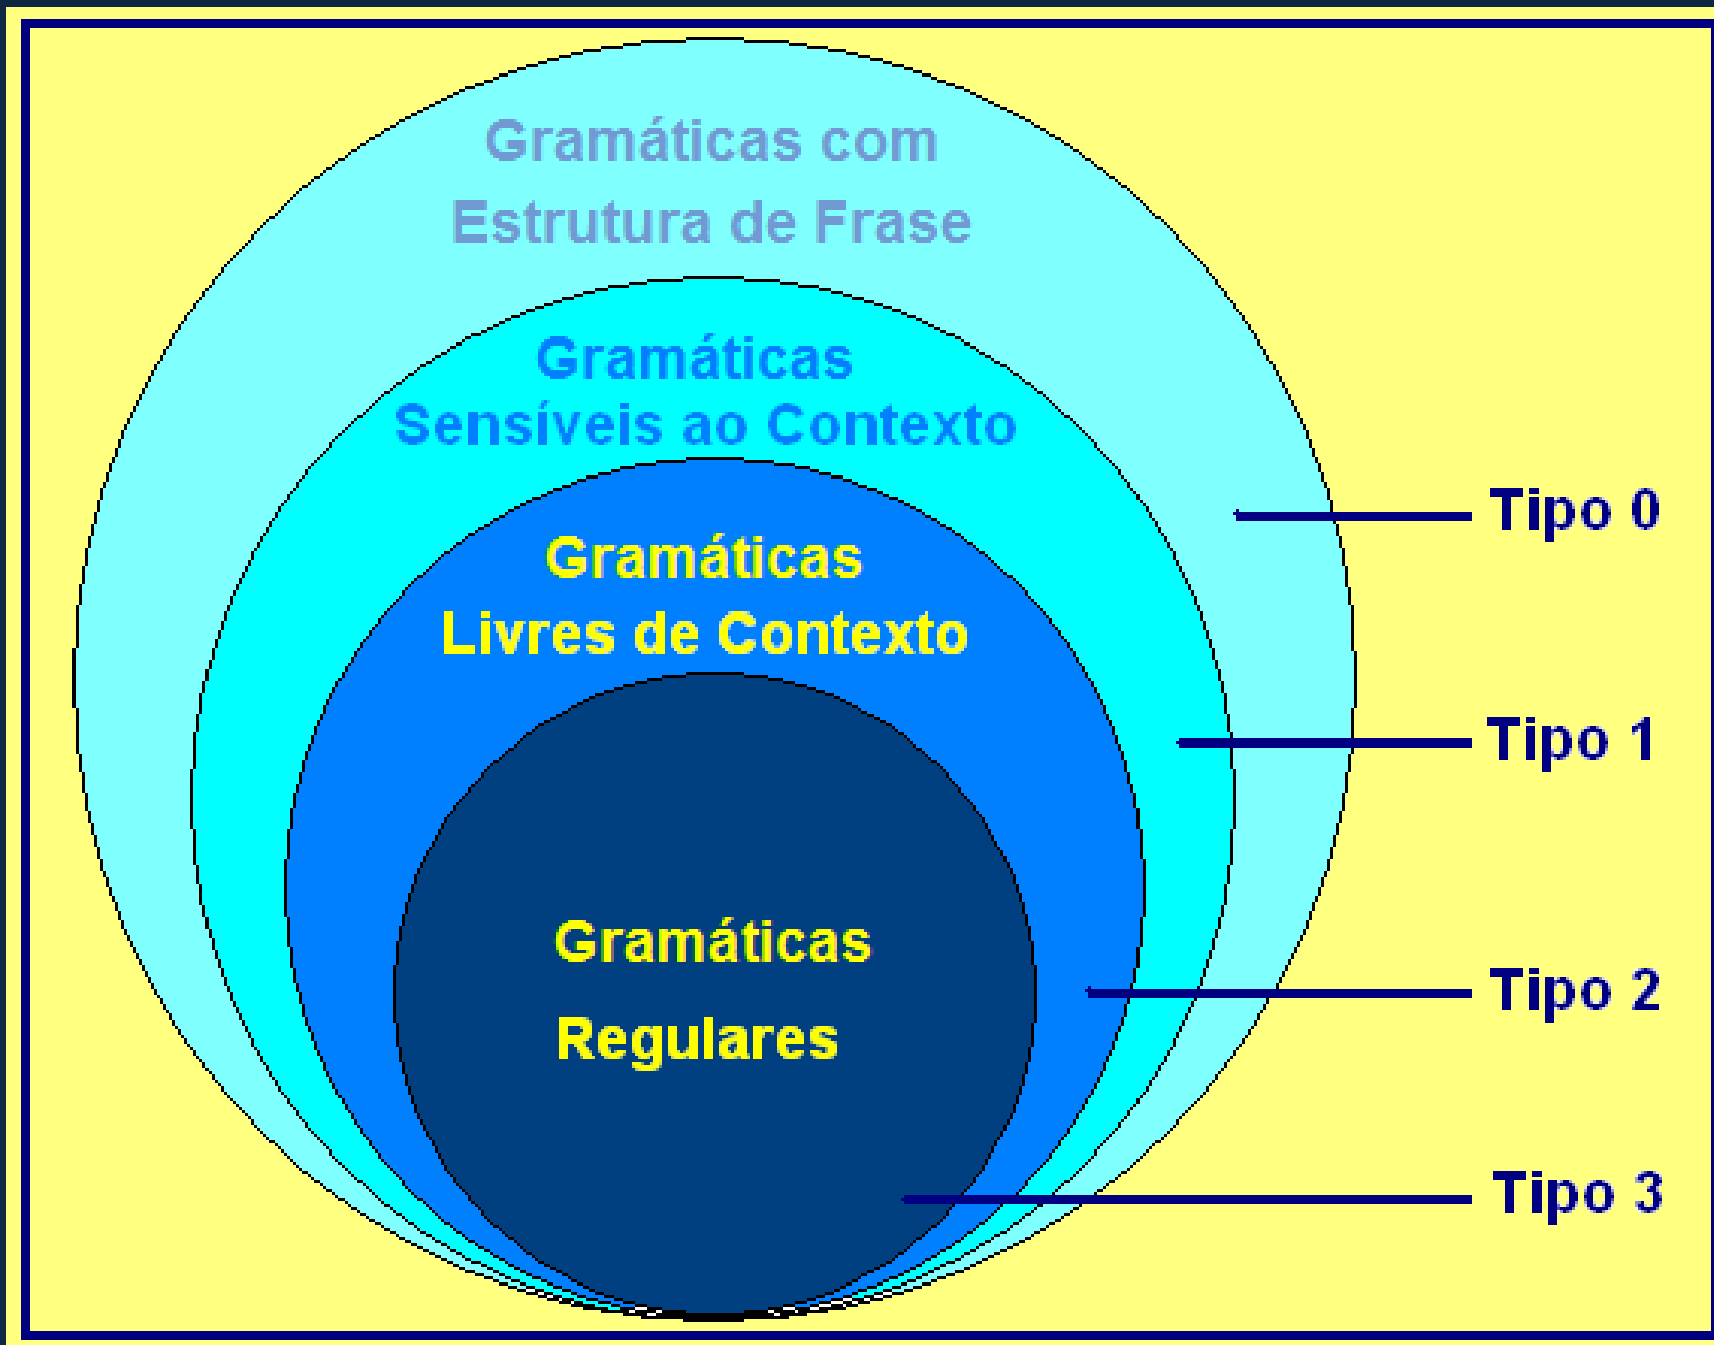 Gramáticas com
Estrutura de Frase
Gramáticas
Sensíveis ao Contexto
Tipo 0
Gramáticas
Livres de Contexto
Tipo 1
Gramáticas
Regulares
Tipo 2
Tipo 3